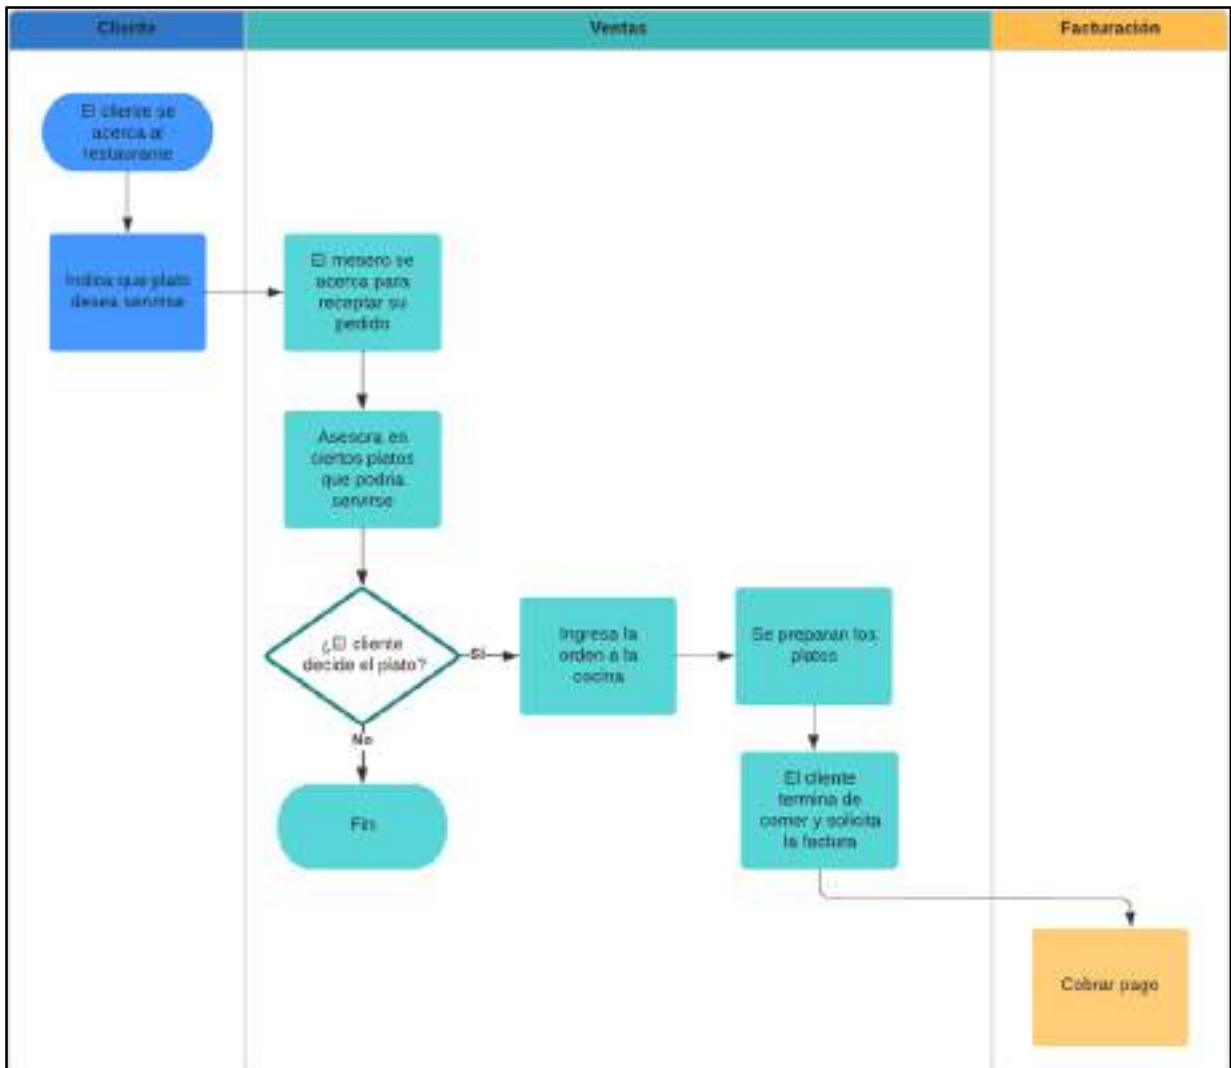 Cliente
Ventas
Facturación
El cliente se
acerca al
restaurante
Indica que plato
desea servirse
El mesero se
acerca para
receptar su
pedido
Asesora en
ciertos platos
que podria
servirse
¿El cliente
decide el plato?
Sí
No
Fin
Ingresa la
orden a la
cocina
Se preparan los
platos
El cliente
termina de
comer y solicita
la factura
Cobrar pago